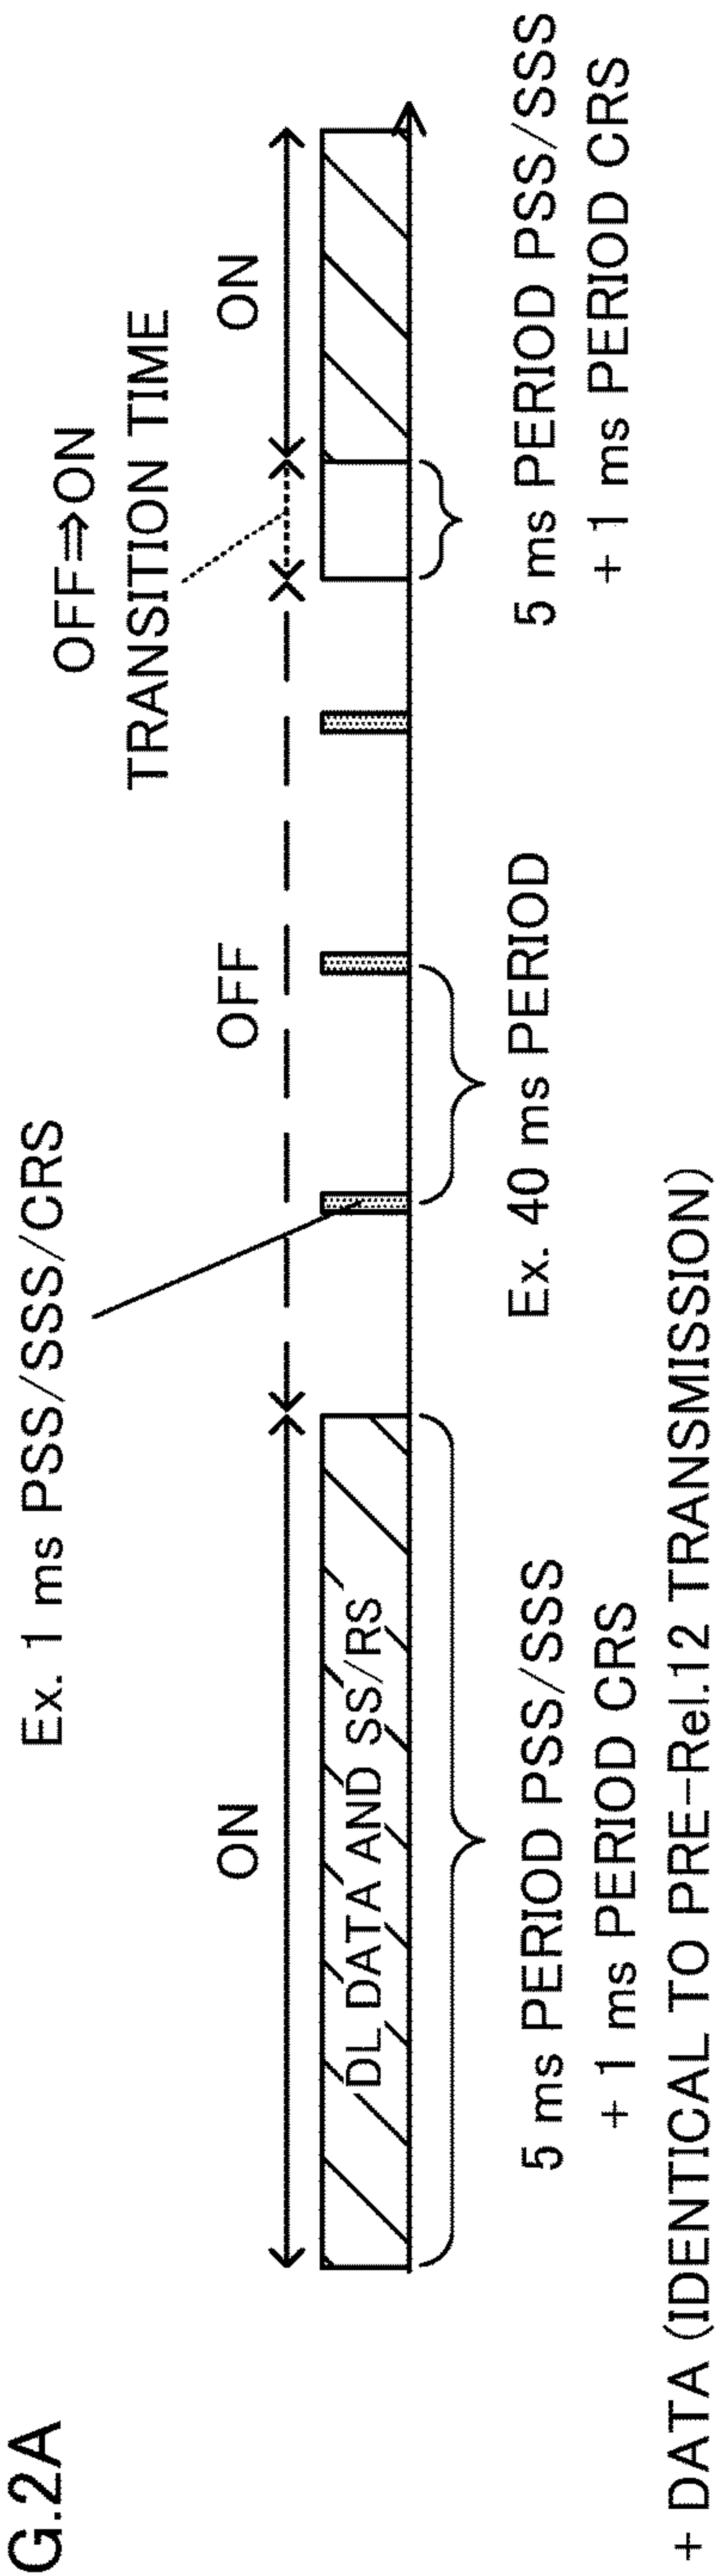 G.2A
Ex. 1 ms PSS/SSS/CRS
OFF⇒ON
TRANSITION TIME
ON
OFF
ON
DL DATA AND SS/RS
5 ms PERIOD PSS/SSS
+ 1 ms PERIOD CRS
+ DATA (IDENTICAL TO PRE-Rel.12 TRANSMISSION)
Ex. 40 ms PERIOD
5 ms PERIOD PSS/SSS
+ 1 ms PERIOD CRS